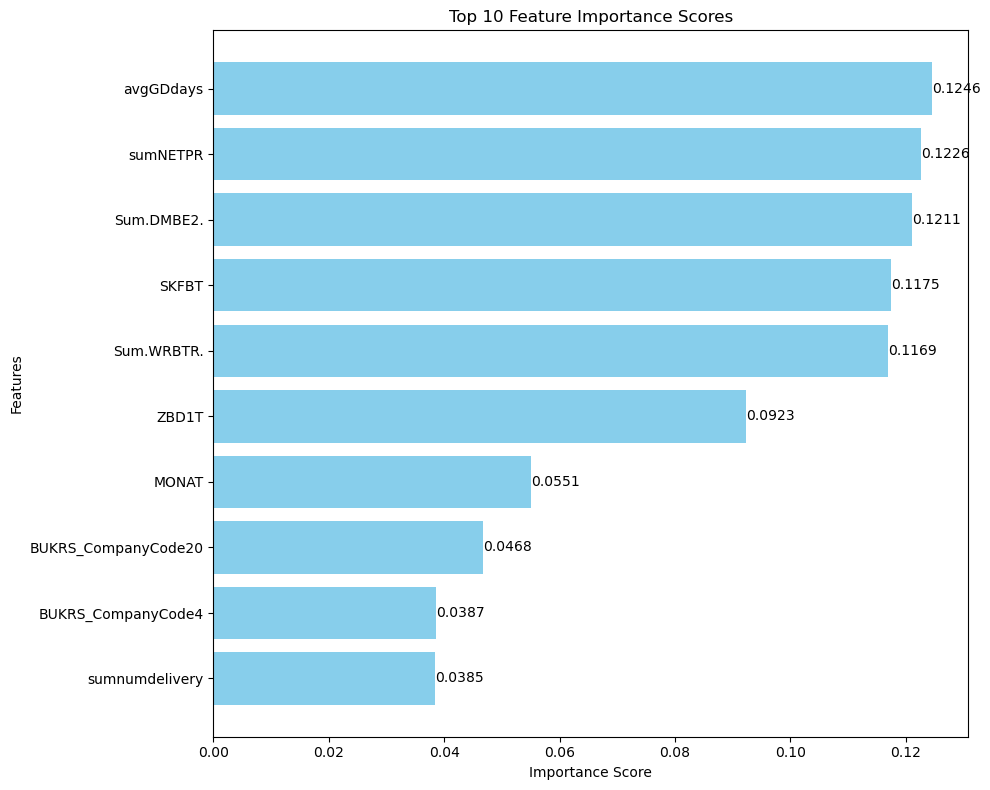 Top 10 Feature Importance Scores
avgGDdays 0.1246
sumNETPR 0.1226
Sum.DMBE2. 0.1211
SKFBT 0.1175
Sum.WRBTR. 0.1169
Features
ZBD1T 0.0923
MONAT 0.0551
BUKRS_CompanyCode20 0.0468
BUKRS_CompanyCode4 0.0387
sumnumdelivery 0.0385
0.00 0.02 0.04 0.06 0.08 0.10 0.12
Importance Score